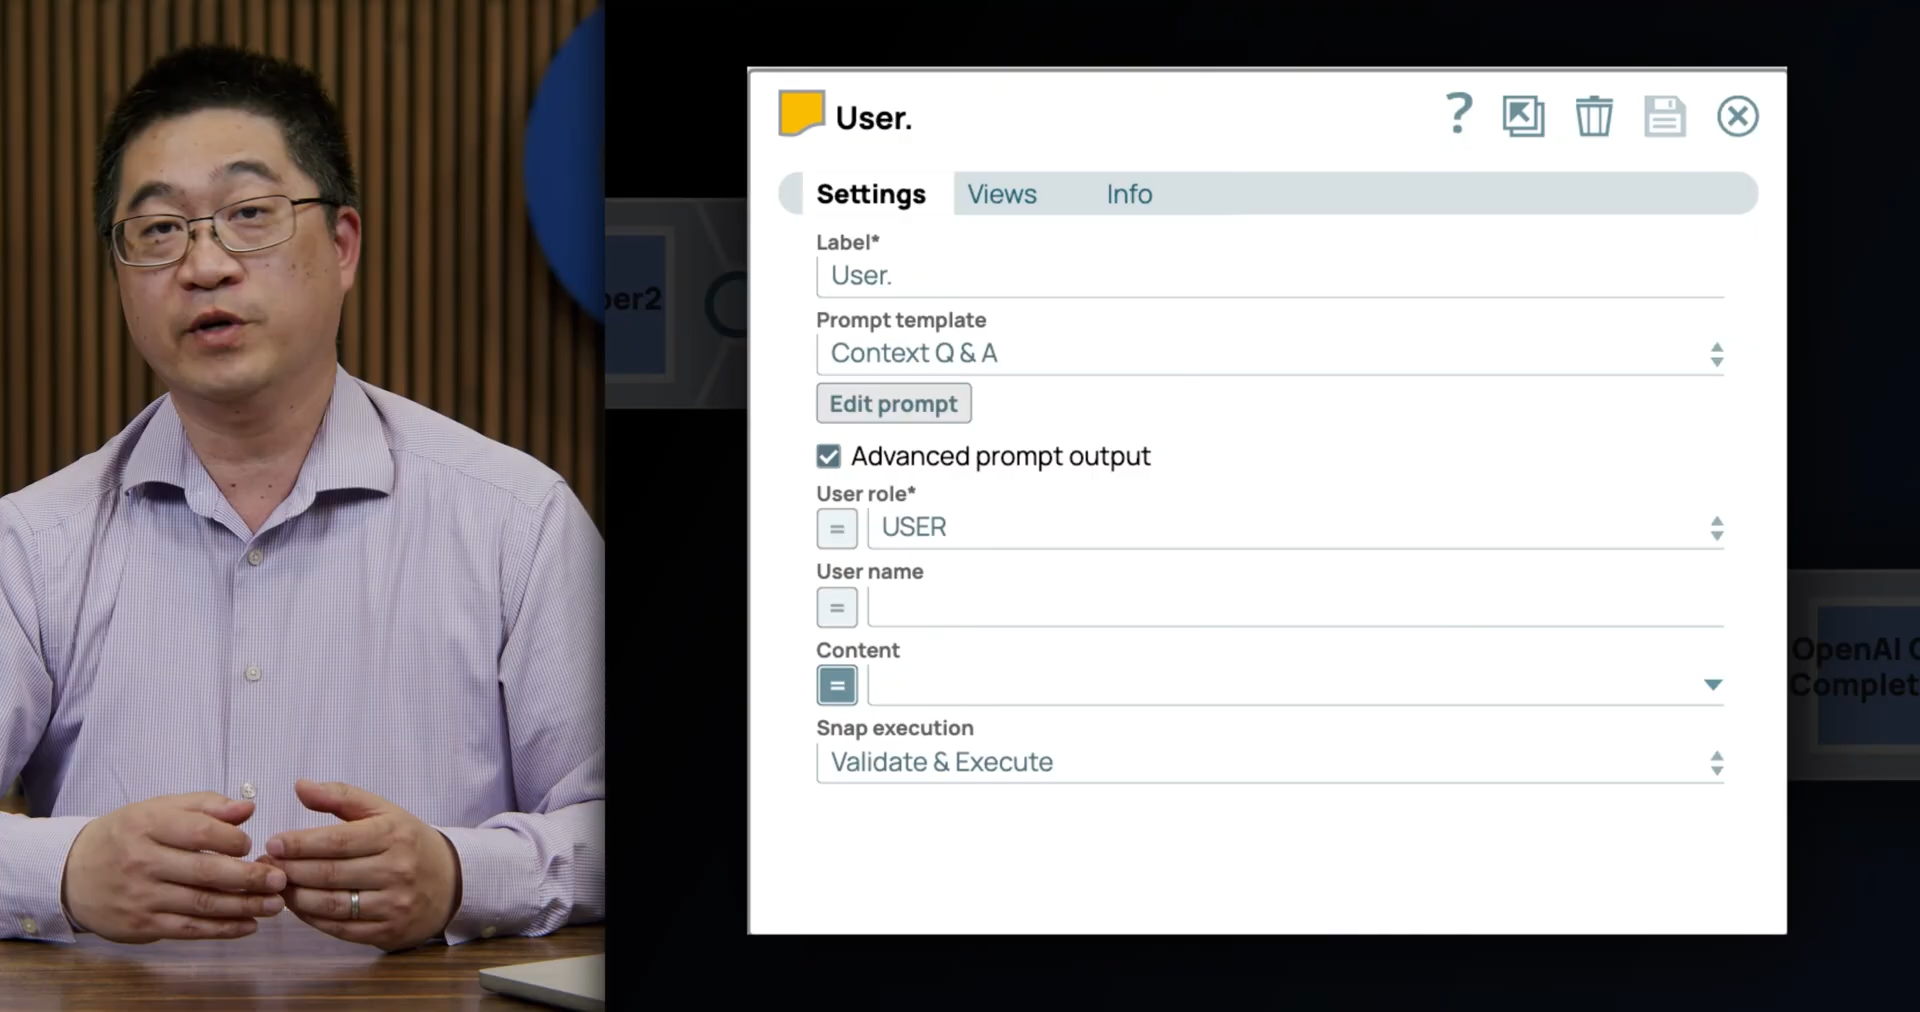 User.
?
Settings Views Info
Label*
User.
Prompt template
Context Q & A
Edit prompt
Advanced prompt output
User role*
= USER
User name
=
Content
=
Snap execution
Validate & Execute
OpenAI